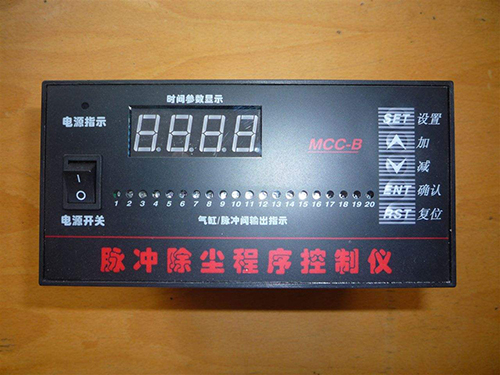 时间参数显示
电源指示
8888
MCC-B
SET 设置
加
减
ENT 确认
RST 复位
1 0
电源开关
1 2 3 4 5 6 7 8 9 10 11 12 13 14 15 16 17 18 19 20
气缸/脉冲阀输出指示
脉冲除尘程序控制仪